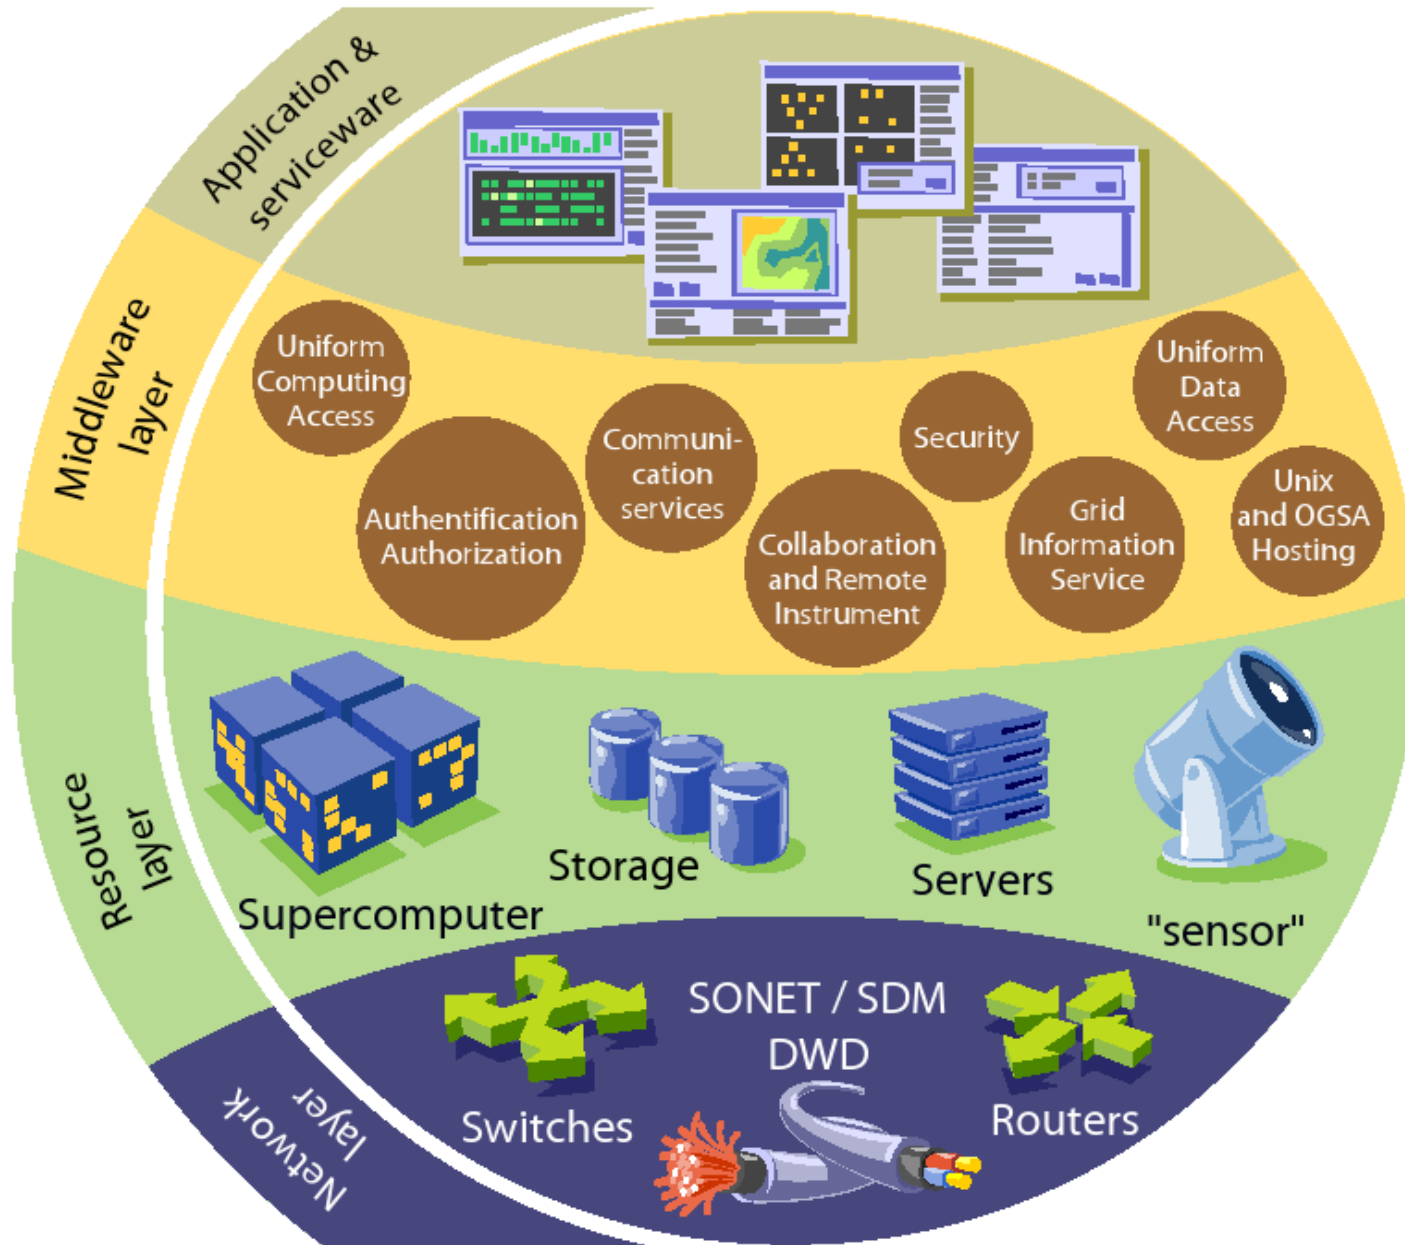 Application &
serviceware
Middleware
layer
Uniform
Computing
Access
Authentification
Authorization
Communi-
cation
services
Collaboration
and Remote
Instrument
Security
Grid
Information
Service
Uniform
Data
Access
Unix
and OGSA
Hosting
Resource
layer
Supercomputer
Storage
Servers
"sensor"
Network
layer
Switches
SONET / SDM
DWD
Routers